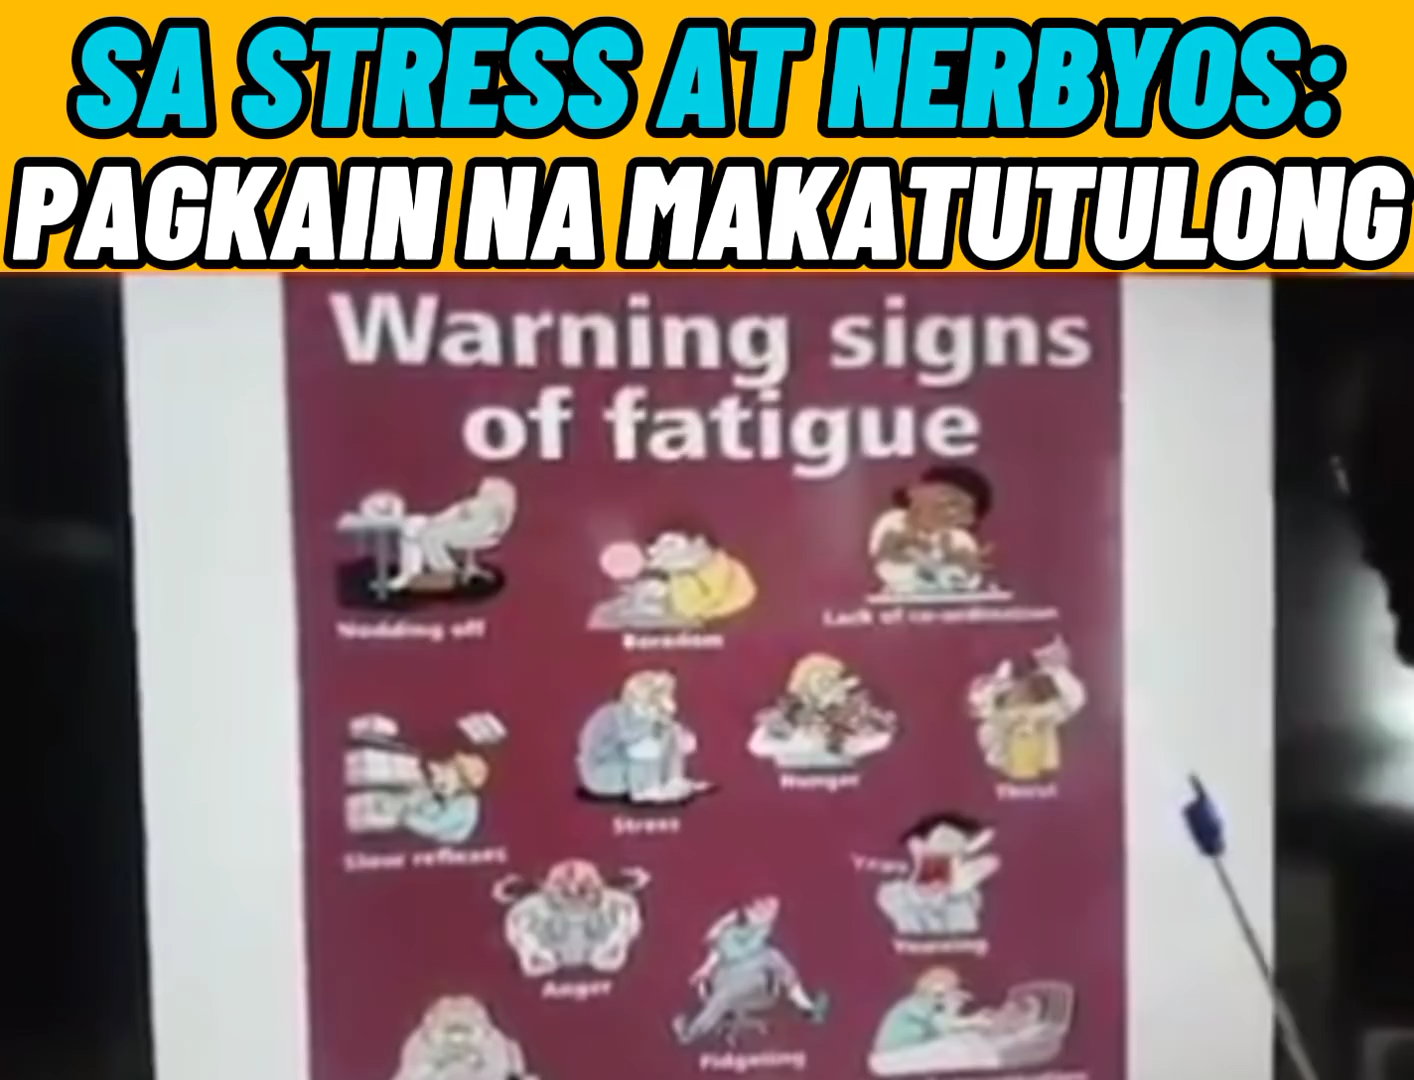 SA STRESS AT NERBYOS:
PAGKAIN NA MAKATUTULONG
Warning signs
of fatigue
Nodding off
Boredom
Lack of co-ordination
Hunger
Thirst
Stress
Slow reflexes
Yawning
Anger
Fidgeting